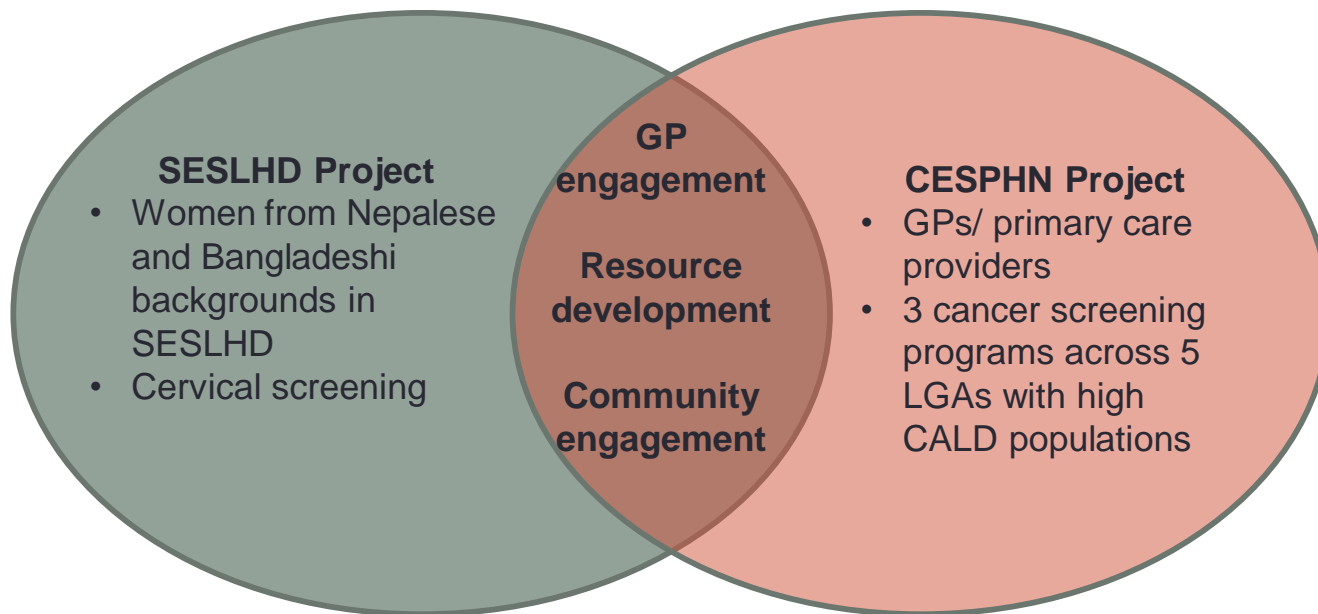 SESLHD Project
• Women from Nepalese
and Bangladeshi
backgrounds in
SESLHD
• Cervical screening
GP
engagement
Resource
development
Community
engagement
CESPHN Project
• GPs/ primary care
providers
• 3 cancer screening
programs across 5
LGAs with high
CALD populations